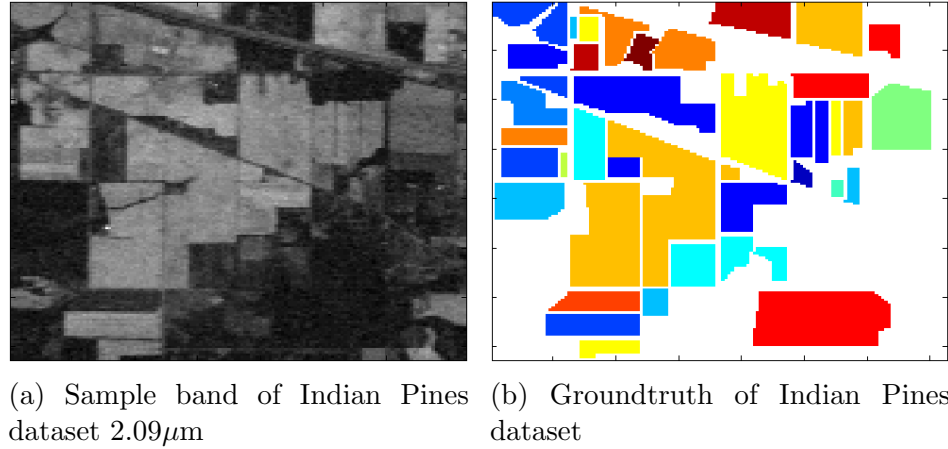 (a) Sample band of Indian Pines
dataset 2.09μm
(b) Groundtruth of Indian Pines
dataset